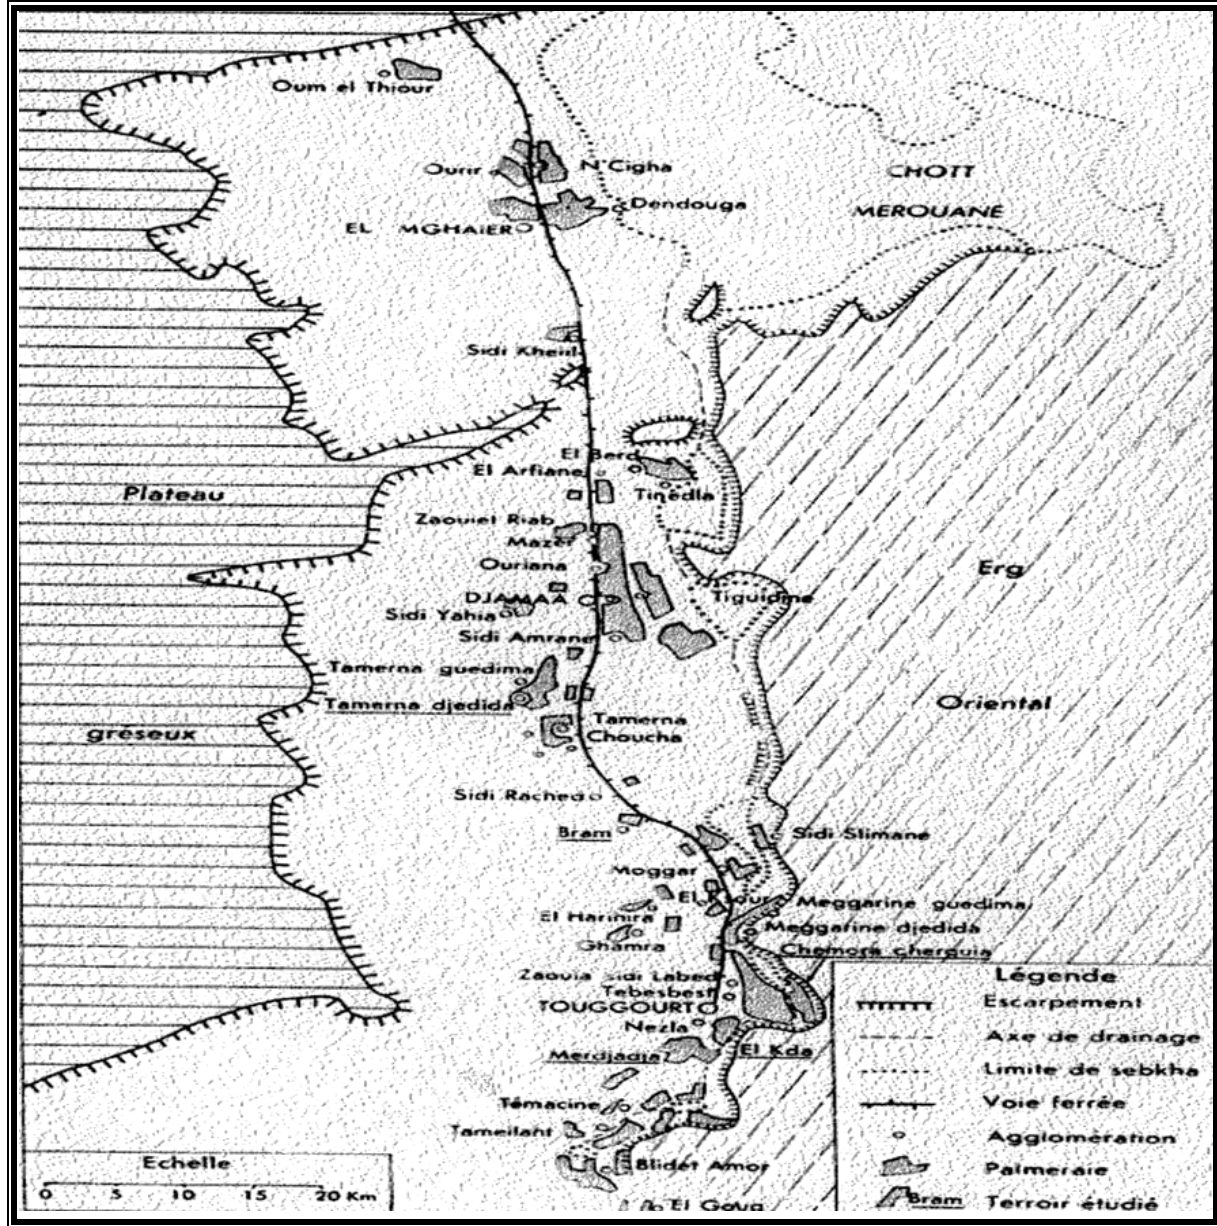 Oum el Thiour
Ourir
N'Cigha
CHOTT
MEROUANE
Dendouga
EL MGHAIER
Sidi Kheiil
El Berd
El Arfiane
Tinedla
Plateau
Zaouiet Riab
Mazer
Ouriana
Erg
DJAMAA
Tiguidine
Sidi Yahia
Sidi Amrane
Tamerna guedima
Tamerna djedida
Oriental
Tamerna
Choucha
gréseux
Sidi Rached
Bram
Sidi Slimane
Moggar
El Ksour
Meggarine guedima
El Harihira
Meggarine djedida
Ghamra
Chemora cherguia
Zaouia Sidi Labed
Tebesbest
TOUGGOURT
Nezla
Merdjadja
El Kda
Témacine
Tameilaht
Blidet Amor
El Goug
Légende
Escarpement
Axe de drainage
Limite de sebkha
Voie ferrée
Agglomération
Palmeraie
Bram Terroir étudié
Echelle
0 5 10 15 20 Km